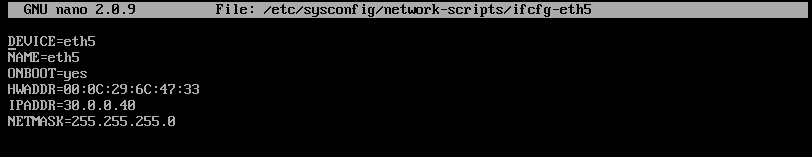 GNU nano 2.0.9 File: /etc/sysconfig/network-scripts/ifcfg-eth5
DEVICE=eth5
NAME=eth5
ONBOOT=yes
HWADDR=00:0C:29:6C:47:33
IPADDR=30.0.0.40
NETMASK=255.255.255.0